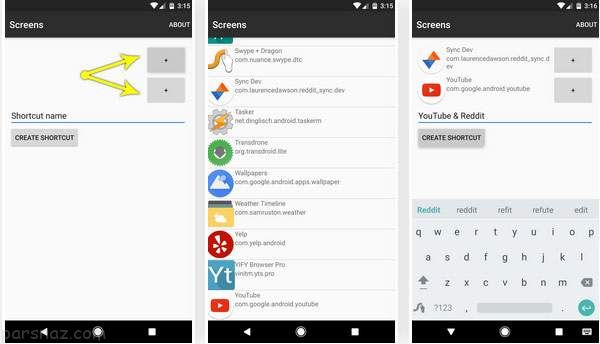 3:15
Screens
ABOUT
+
+
Shortcut name
CREATE SHORTCUT
parsnaz.com
3:15
Screens
Swype + Dragon
com.nuance.swype.dtc
Sync Dev
com.laurencedawson.reddit_sync.dev
Tasker
net.dinglisch.android.taskerm
Transdrone
org.transdroid.lite
Wallpapers
com.google.android.apps.wallpaper
Weather Timeline
com.samruston.weather
Yelp
com.yelp.android
Yt
YIFY Browser Pro
vinitm.yts.pro
YouTube
com.google.android.youtube
3:16
Screens
ABOUT
Sync Dev
com.laurencedawson.reddit_sync.d
ev
+
YouTube
com.google.android.youtube
+
YouTube & Reddit
CREATE SHORTCUT
Reddit reddit refit refute edit
q w e r t y u i o p
a s d f g h j k l
z x c v b n m
?123 , .